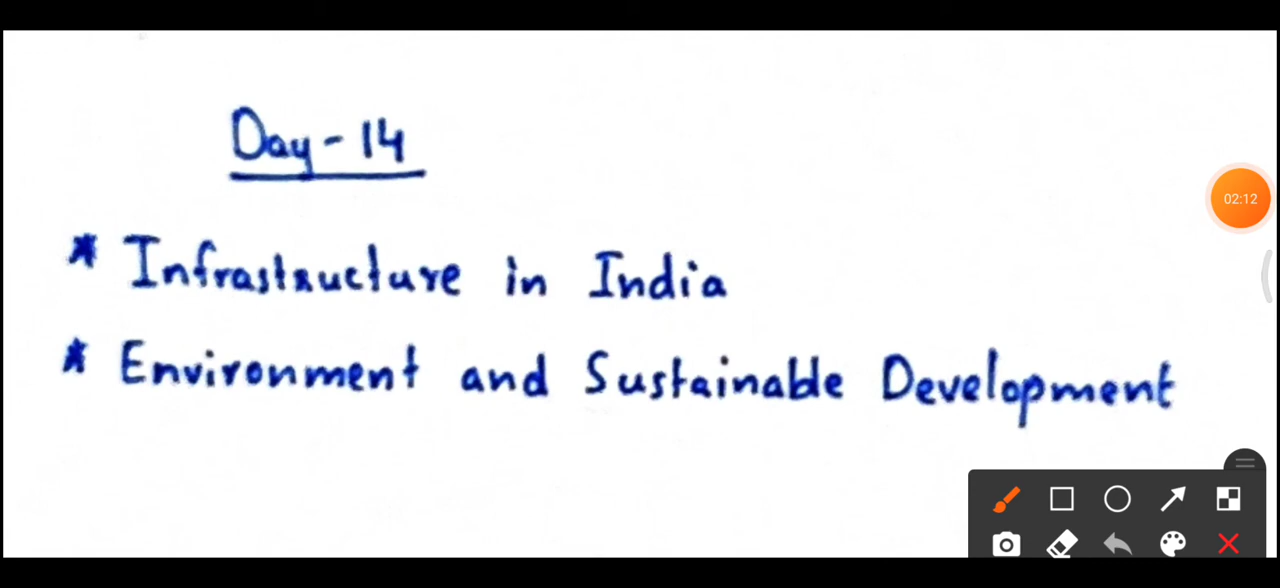 Day - 14
* Infrastructure in India
* Environment and Sustainable Development
02:12